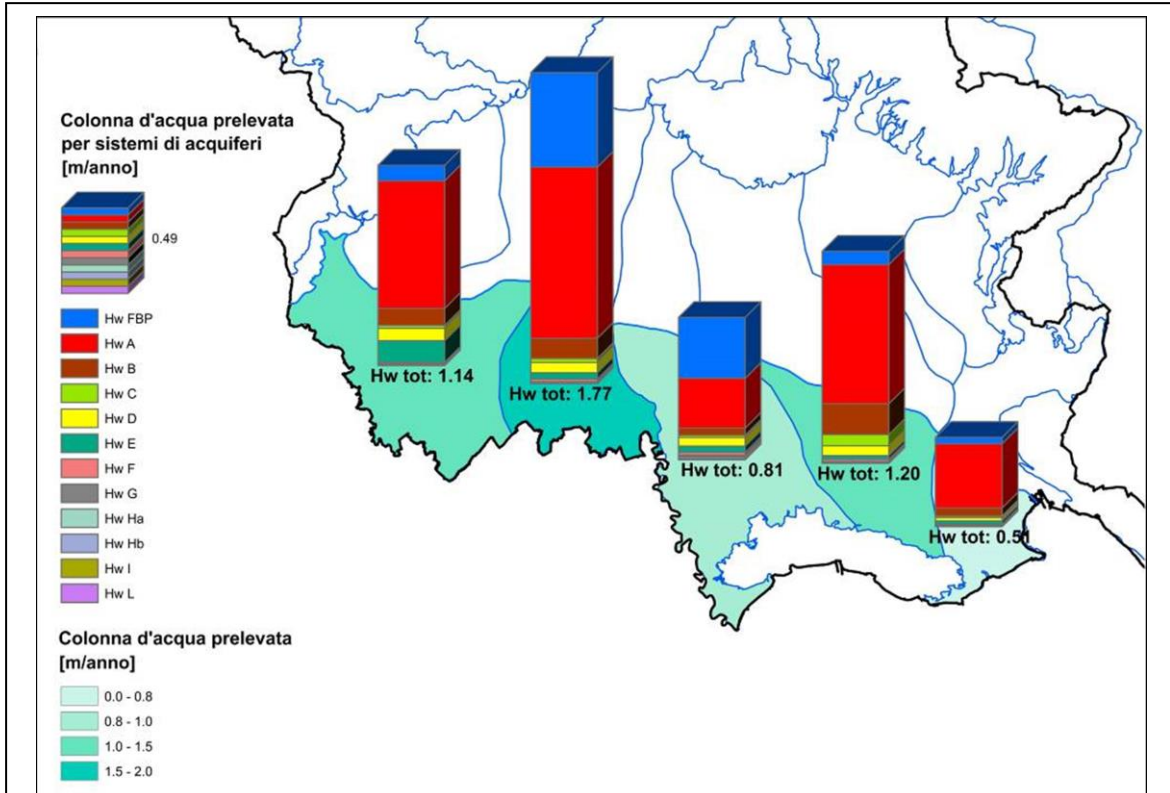 Colonna d'acqua prelevata
per sistemi di acquiferi
[m/anno]
0.49
Hw FBP
Hw A
Hw B
Hw C
Hw D
Hw E
Hw F
Hw G
Hw Ha
Hw Hb
Hw I
Hw L
Colonna d'acqua prelevata
[m/anno]
0.0 - 0.8
0.8 - 1.0
1.0 - 1.5
1.5 - 2.0
Hw tot: 1.14
Hw tot: 1.77
Hw tot: 0.81
Hw tot: 1.20
Hw tot: 0.51